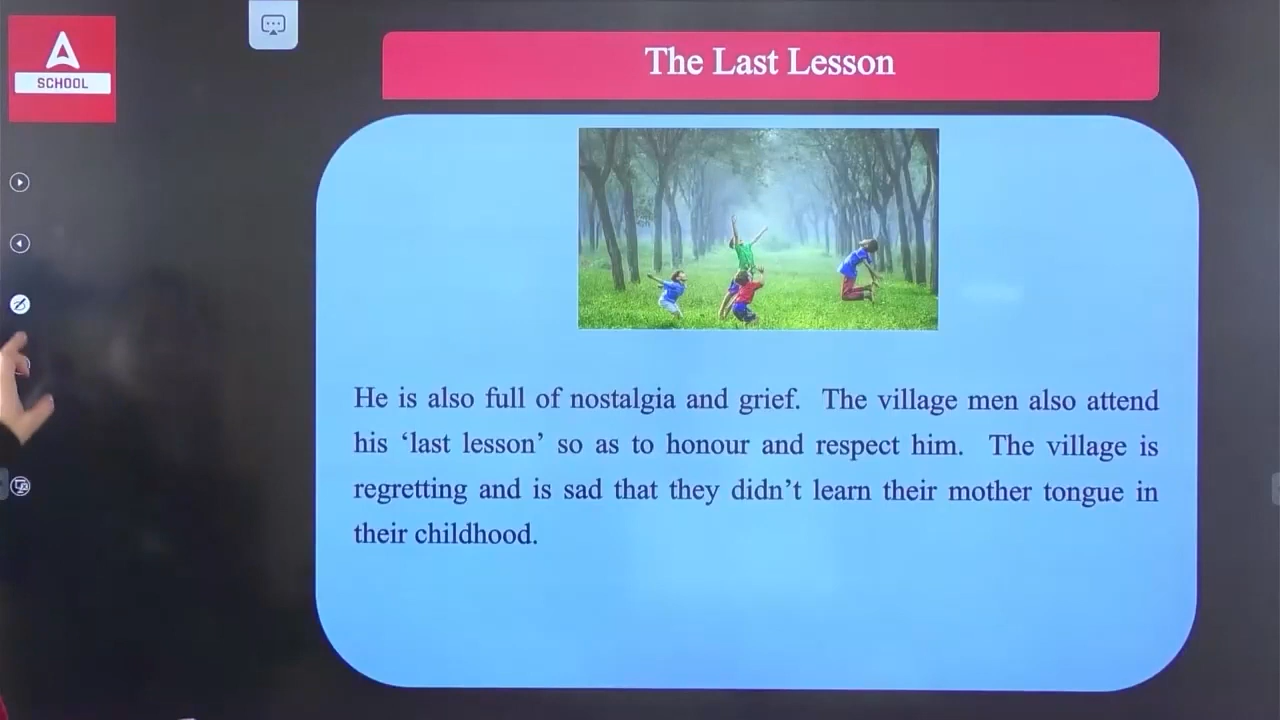 SCHOOL
The Last Lesson
He is also full of nostalgia and grief. The village men also attend
his ‘last lesson’ so as to honour and respect him. The village is
regretting and is sad that they didn’t learn their mother tongue in
their childhood.